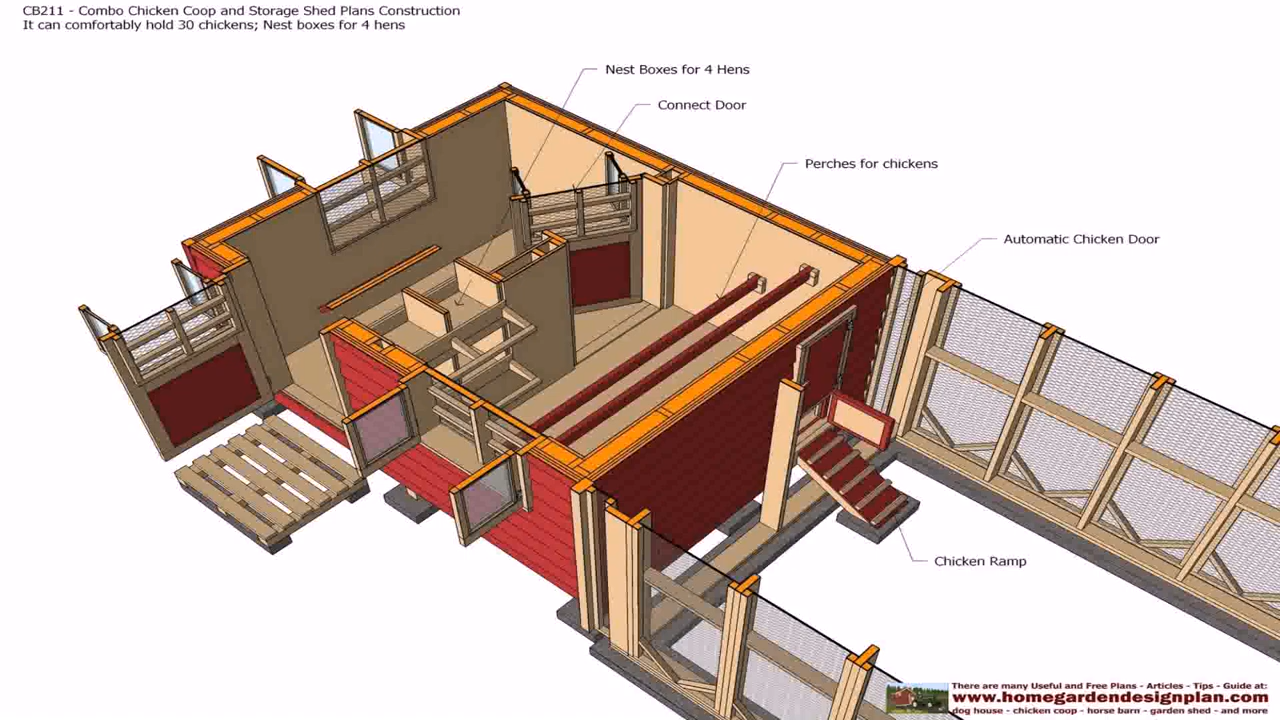 CB211 - Combo Chicken Coop and Storage Shed Plans Construction
It can comfortably hold 30 chickens; Nest boxes for 4 hens
Nest Boxes for 4 Hens
Connect Door
Perches for chickens
Automatic Chicken Door
Chicken Ramp
There are many Useful and Free Plans - Articles - Tips - Guide at:
www.homegardendesignplan.com
dog house - chicken coop - horse barn - garden shed - and more